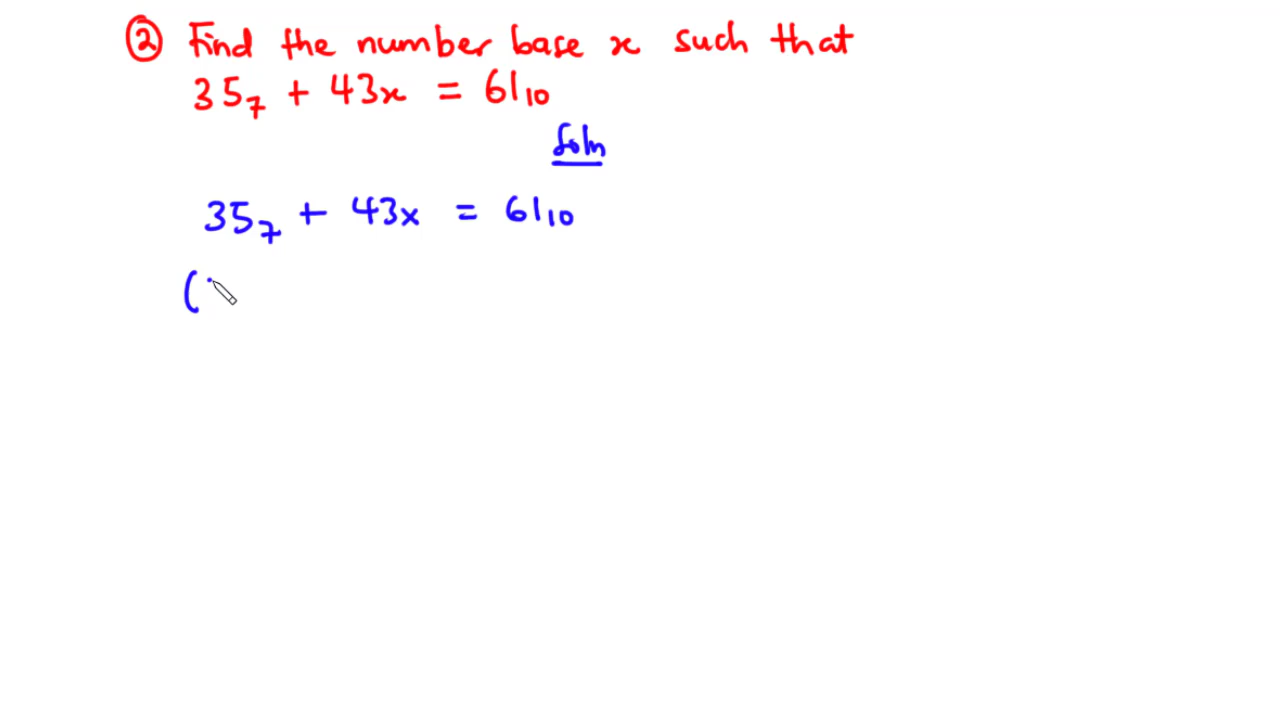 ② Find the number base x such that
35₇ + 43ₓ = 61₁₀
Soln
35₇ + 43ₓ = 61₁₀
(